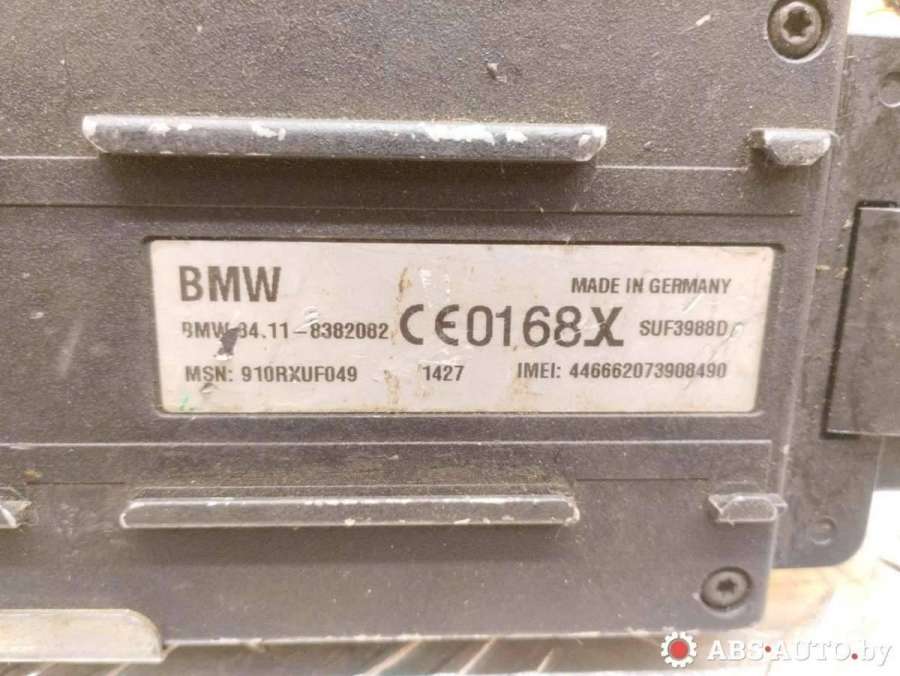 BMW
MADE IN GERMANY
BMW 84.11-8382082 CE0168X SUF3988D
MSN: 910RXUF049 1427 IMEI: 446662073908490
ABS-AUTO.by